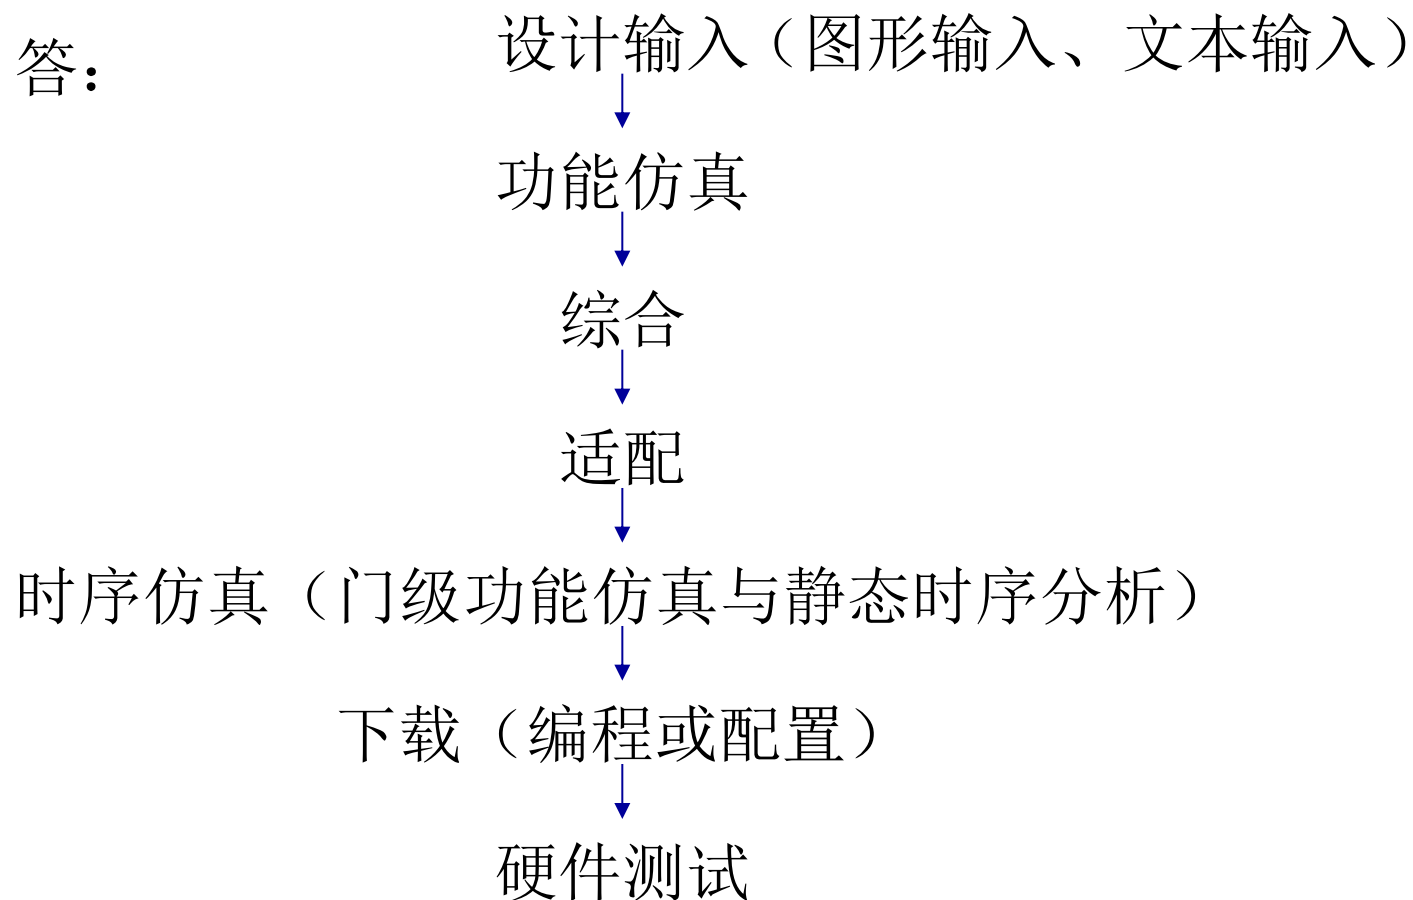 答：
设计输入（图形输入、文本输入）
功能仿真
综合
适配
时序仿真（门级功能仿真与静态时序分析）
下载（编程或配置）
硬件测试